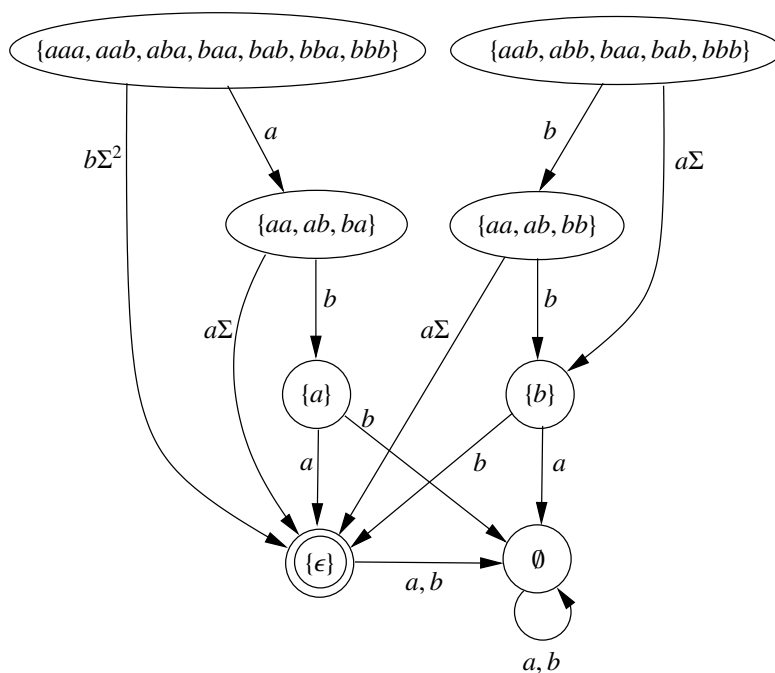 {aaa, aab, aba, baa, bab, bba, bbb}
{aab, abb, baa, bab, bbb}
a
b
bΣ²
aΣ
{aa, ab, ba}
{aa, ab, bb}
b
b
aΣ
aΣ
{a}
{b}
b
a
b
a
{ϵ}
∅
a, b
a, b